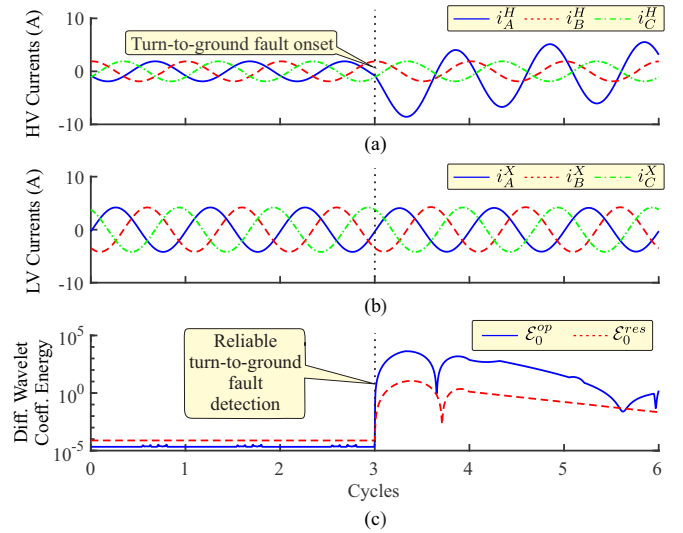 10
0
-10
HV Currents (A)
Turn-to-ground fault onset
i_A^H i_B^H i_C^H
(a)
10
0
-10
LV Currents (A)
i_A^X i_B^X i_C^X
(b)
10^5
10^0
10^-5
Diff. Wavelet
Coeff. Energy
Reliable
turn-to-ground
fault
detection
ℰ_0^op ℰ_0^res
0 1 2 3 4 5 6
Cycles
(c)